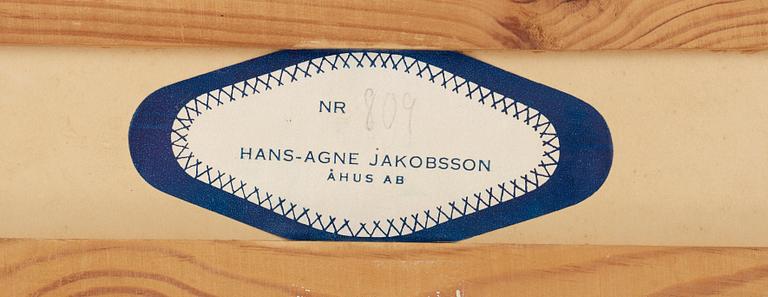 NR 809
HANS-AGNE JAKOBSSON
ÅHUS AB